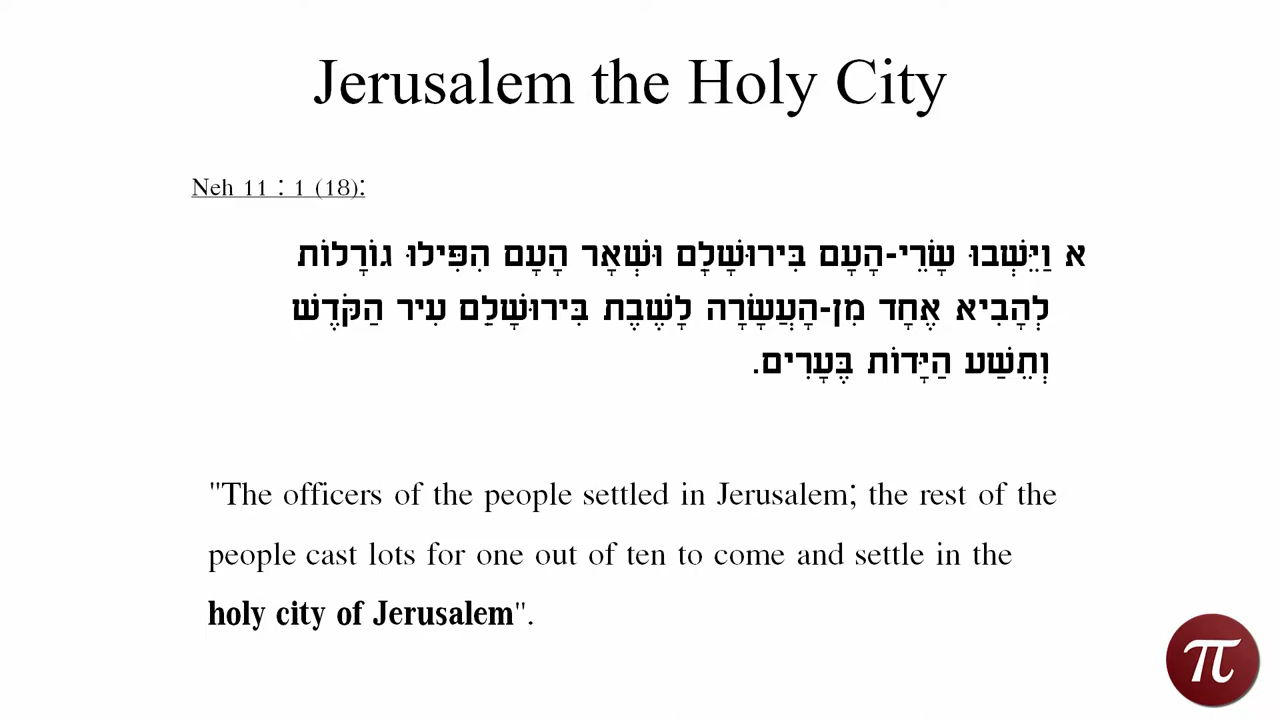 Jerusalem the Holy City
Neh 11 : 1 (18):
א וַיֵּשְׁבוּ שָׂרֵי-הָעָם בִּירוּשָׁלִָם וּשְׁאָר הָעָם הִפִּילוּ גוֹרָלוֹת
לְהָבִיא אֶחָד מִן-הָעֲשָׂרָה לָשֶׁבֶת בִּירוּשָׁלִַם עִיר הַקֹּדֶשׁ
וְתֵשַׁע הַיָּדוֹת בֶּעָרִים.
"The officers of the people settled in Jerusalem; the rest of the
people cast lots for one out of ten to come and settle in the
holy city of Jerusalem".
π